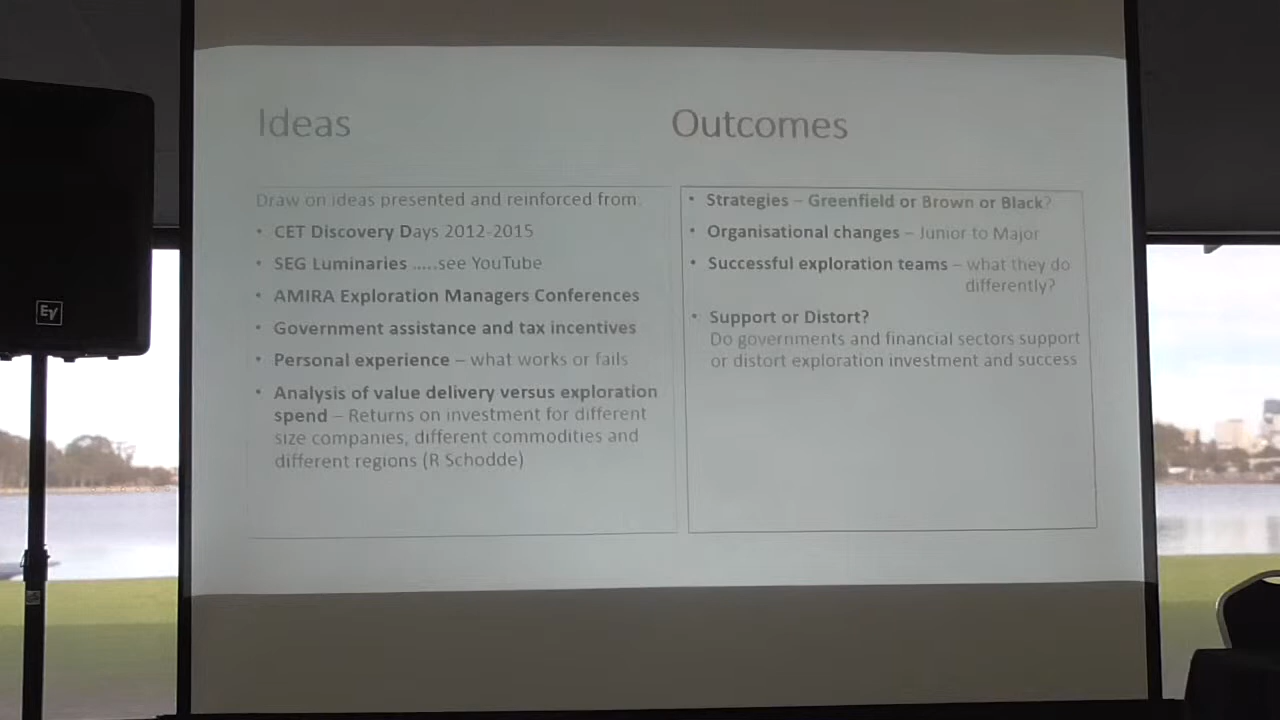 Ideas
Draw on ideas presented and reinforced from
• CET Discovery Days 2012-2015
• SEG Luminaries .....see YouTube
• AMIRA Exploration Managers Conferences
• Government assistance and tax incentives
• Personal experience – what works or fails
• Analysis of value delivery versus exploration
spend – Returns on investment for different
size companies, different commodities and
different regions (R Schodde)
Outcomes
• Strategies – Greenfield or Brown or Black?
• Organisational changes – Junior to Major
• Successful exploration teams – what they do
differently?
• Support or Distort?
Do governments and financial sectors support
or distort exploration investment and success
EV